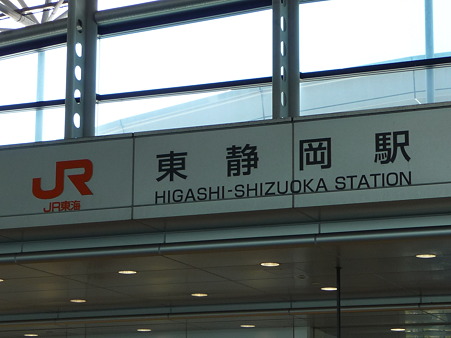 JR
JR東海
東静岡駅
HIGASHI-SHIZUOKA STATION